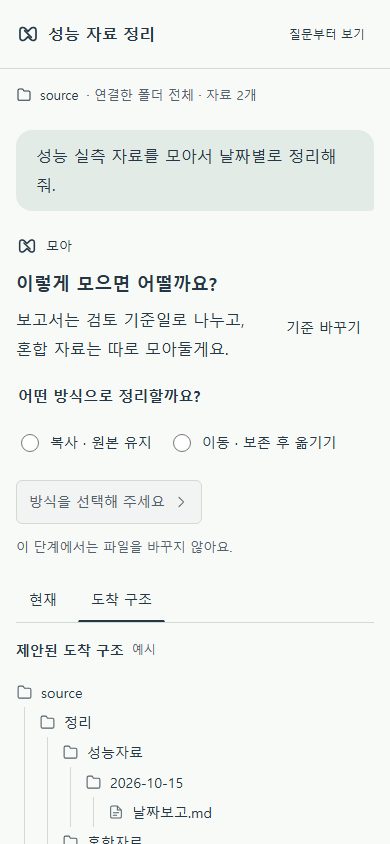 성능 자료 정리
질문부터 보기
source · 연결한 폴더 전체 · 자료 2개
성능 실측 자료를 모아서 날짜별로 정리해
줘.
모아
이렇게 모으면 어떨까요?
보고서는 검토 기준일로 나누고,
혼합 자료는 따로 모아둘게요.
기준 바꾸기
어떤 방식으로 정리할까요?
복사 · 원본 유지
이동 · 보존 후 옮기기
방식을 선택해 주세요
이 단계에서는 파일을 바꾸지 않아요.
현재
도착 구조
제안된 도착 구조 예시
source
정리
성능자료
2026-10-15
날짜보고.md
혼합자료